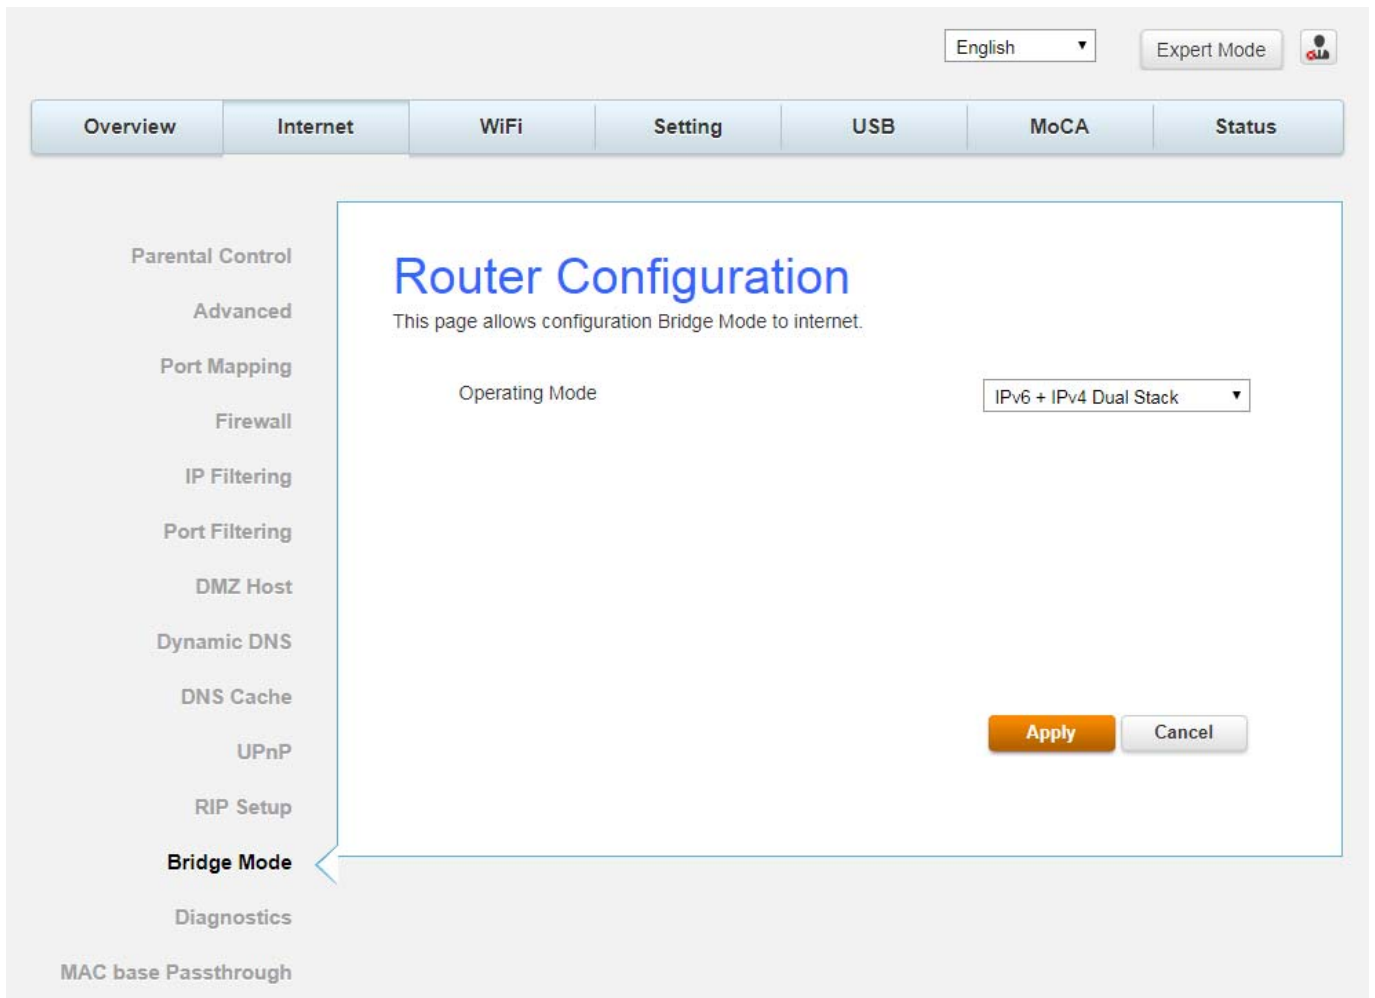 English
Expert Mode
Overview Internet WiFi Setting USB MoCA Status
Parental Control
Advanced
Port Mapping
Firewall
IP Filtering
Port Filtering
DMZ Host
Dynamic DNS
DNS Cache
UPnP
RIP Setup
Bridge Mode
Diagnostics
MAC base Passthrough
Router Configuration
This page allows configuration Bridge Mode to internet.
Operating Mode IPv6 + IPv4 Dual Stack
Apply Cancel